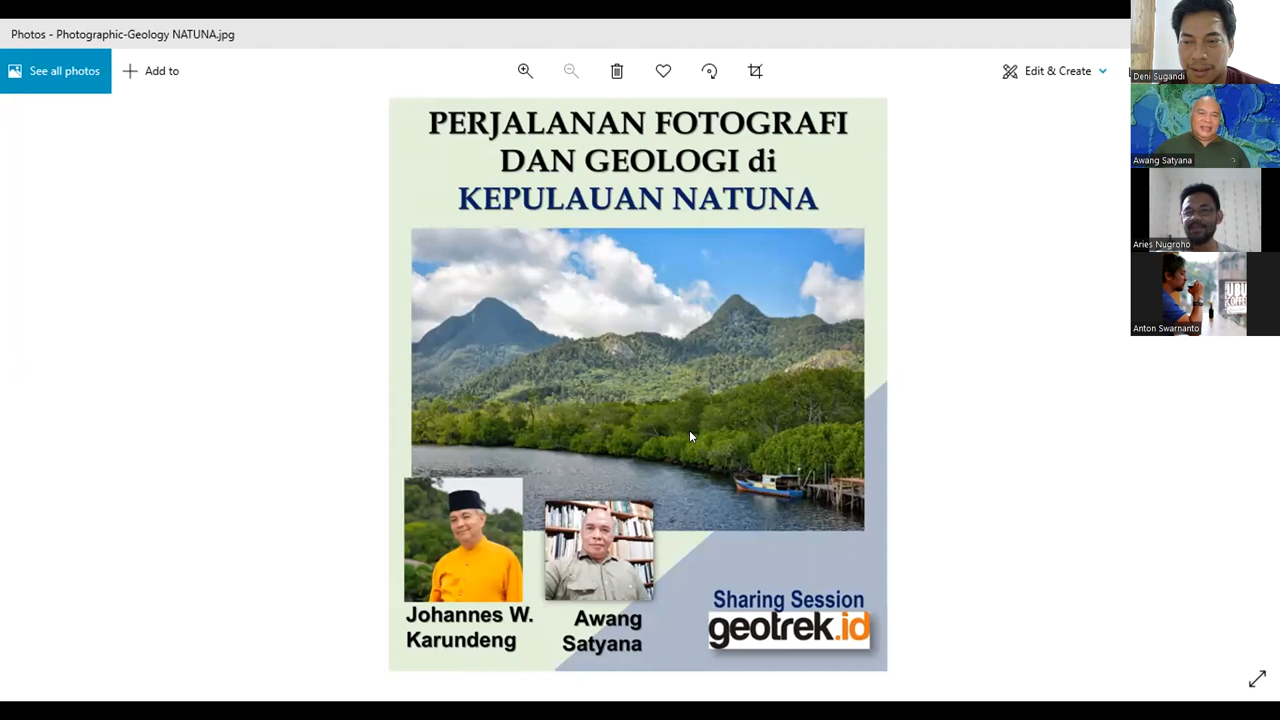 Photos - Photographic-Geology NATUNA.jpg
See all photos
Add to
Edit & Create
PERJALANAN FOTOGRAFI
DAN GEOLOGI di
KEPULAUAN NATUNA
Johannes W.
Karundeng
Awang
Satyana
Sharing Session
geotrek.id
Deni Sugandi
Awang Satyana
Aries Nugroho
Anton Swarnanto